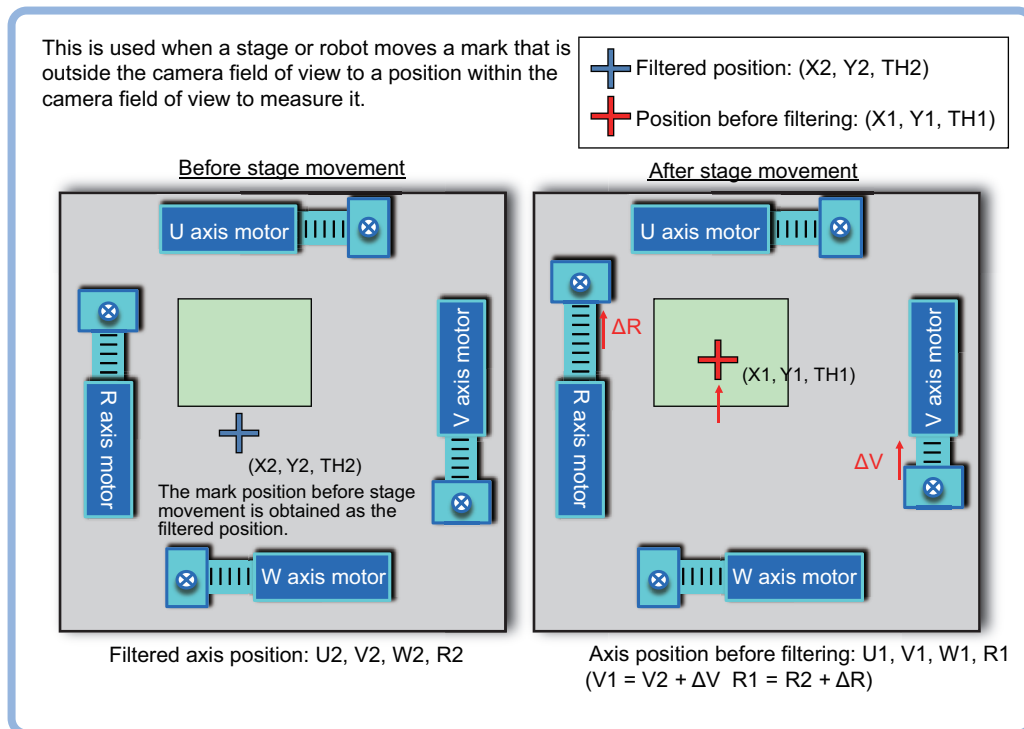 This is used when a stage or robot moves a mark that is
outside the camera field of view to a position within the
camera field of view to measure it.
Filtered position: (X2, Y2, TH2)
Position before filtering: (X1, Y1, TH1)
Before stage movement
U axis motor
R axis motor
V axis motor
(X2, Y2, TH2)
The mark position before stage
movement is obtained as the
filtered position.
W axis motor
Filtered axis position: U2, V2, W2, R2
After stage movement
U axis motor
ΔR
R axis motor
V axis motor
(X1, Y1, TH1)
ΔV
W axis motor
Axis position before filtering: U1, V1, W1, R1
(V1 = V2 + ΔV  R1 = R2 + ΔR)